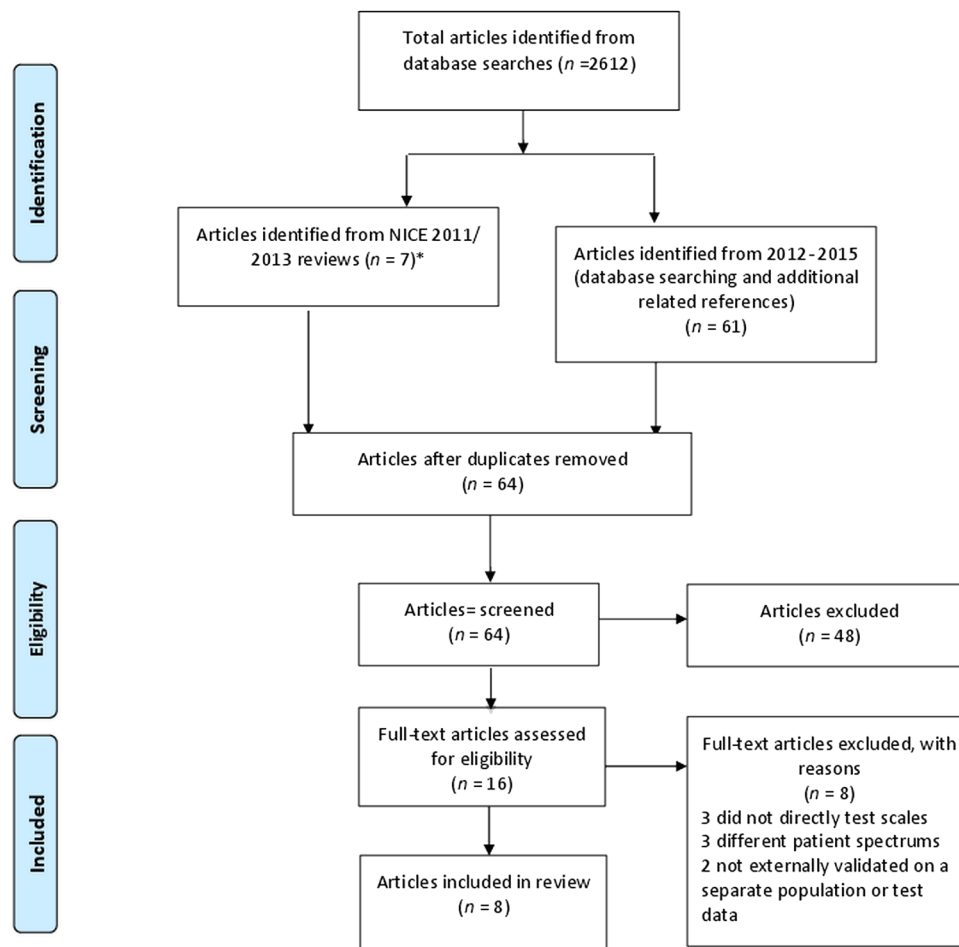 Total articles identified from
database searches (n =2612)
Identification
Articles identified from NICE 2011/
2013 reviews (n = 7)*
Articles identified from 2012-2015
(database searching and additional
related references)
(n = 61)
Screening
Articles after duplicates removed
(n = 64)
Eligibility
Articles= screened
(n = 64)
Articles excluded
(n = 48)
Full-text articles assessed
for eligibility
(n = 16)
Full-text articles excluded, with
reasons
(n = 8)
3 did not directly test scales
3 different patient spectrums
2 not externally validated on a
separate population or test
data
Included
Articles included in review
(n = 8)